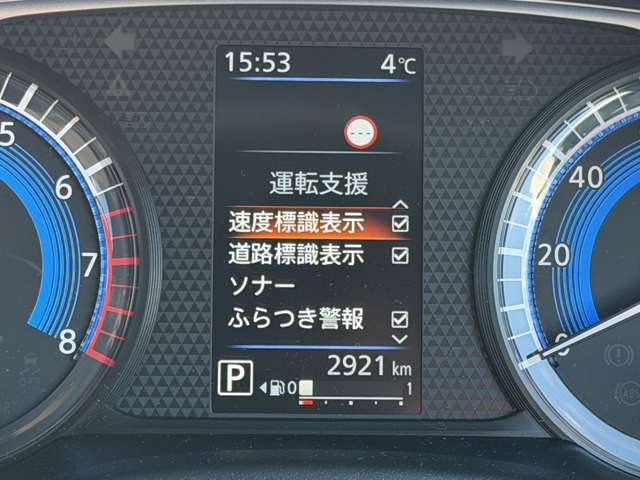 15:53 4℃
---
運転支援
速度標識表示
道路標識表示
ソナー
ふらつき警報
2921 km
P
0 1
5
6
7
8
40
20
0